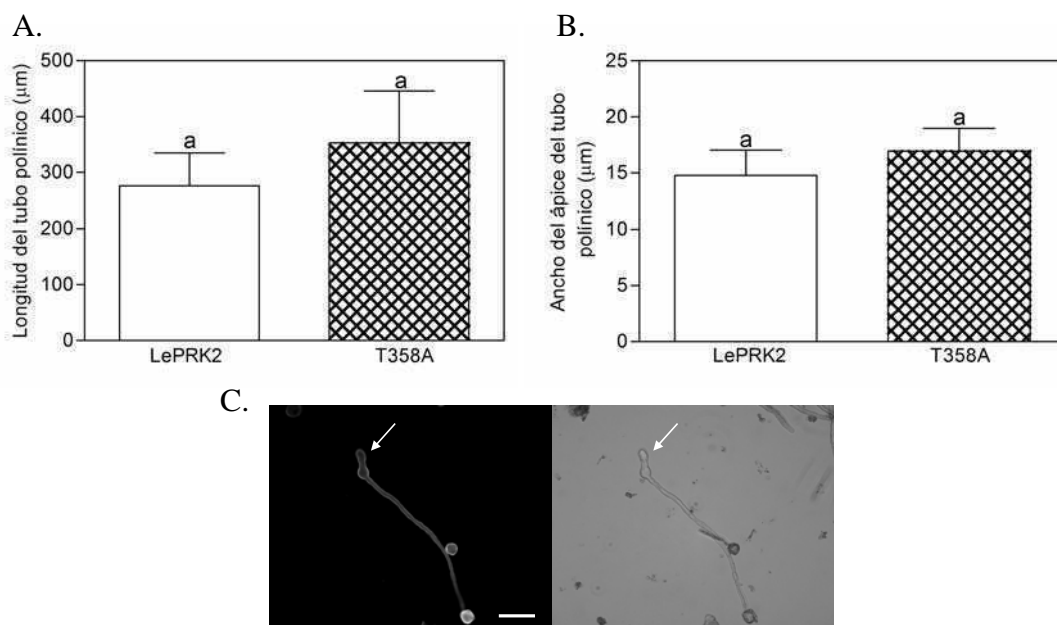 A.
Longitud del tubo polínico (μm)
500
400
300
200
100
0
a
a
LePRK2
T358A
B.
Ancho del ápice del tubo
polínico (μm)
25
20
15
10
5
0
a
a
LePRK2
T358A
C.